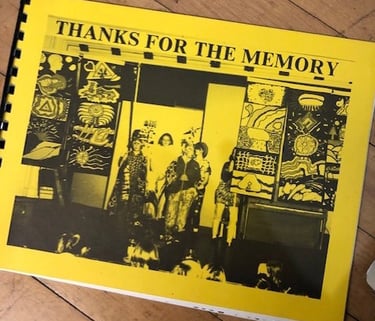 THANKS FOR THE MEMORY